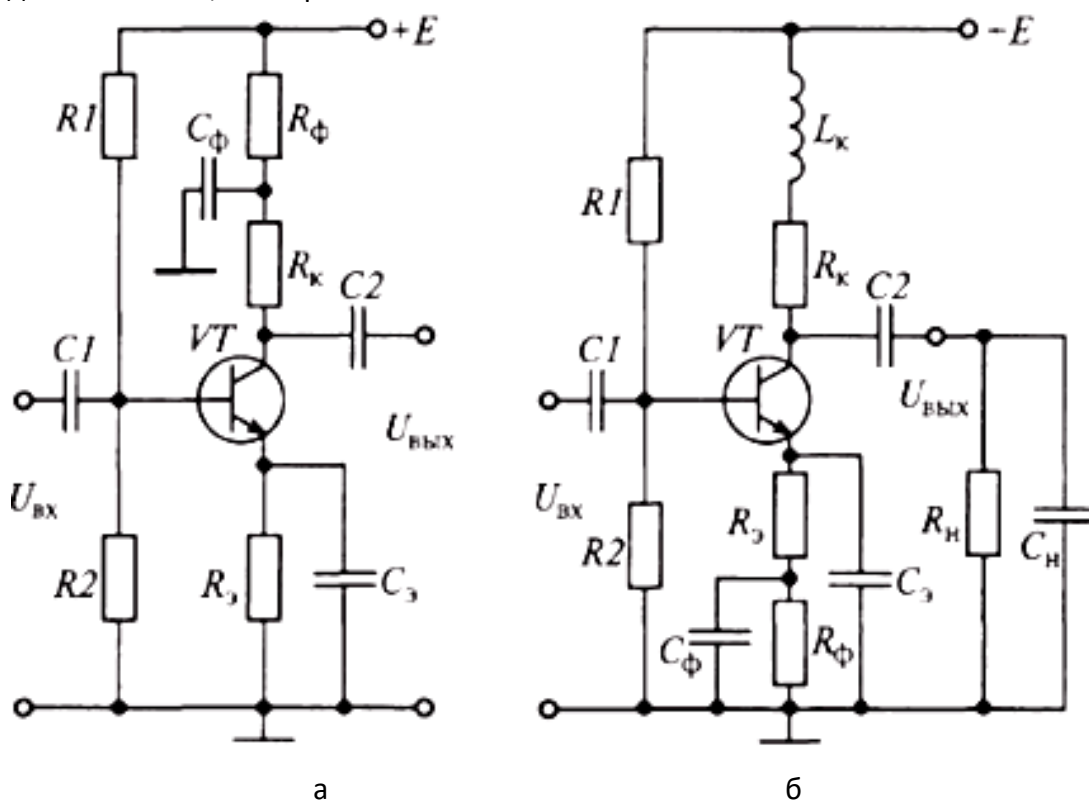 +E
R1
Cф
Rф
Rк
C2
C1
VT
Uвых
Uвх
R2
Rэ
Cэ
а
−E
Lк
R1
Rк
C2
C1
VT
Uвых
Uвх
R2
Rэ
Cэ
Rн
Cн
Cф
Rф
б